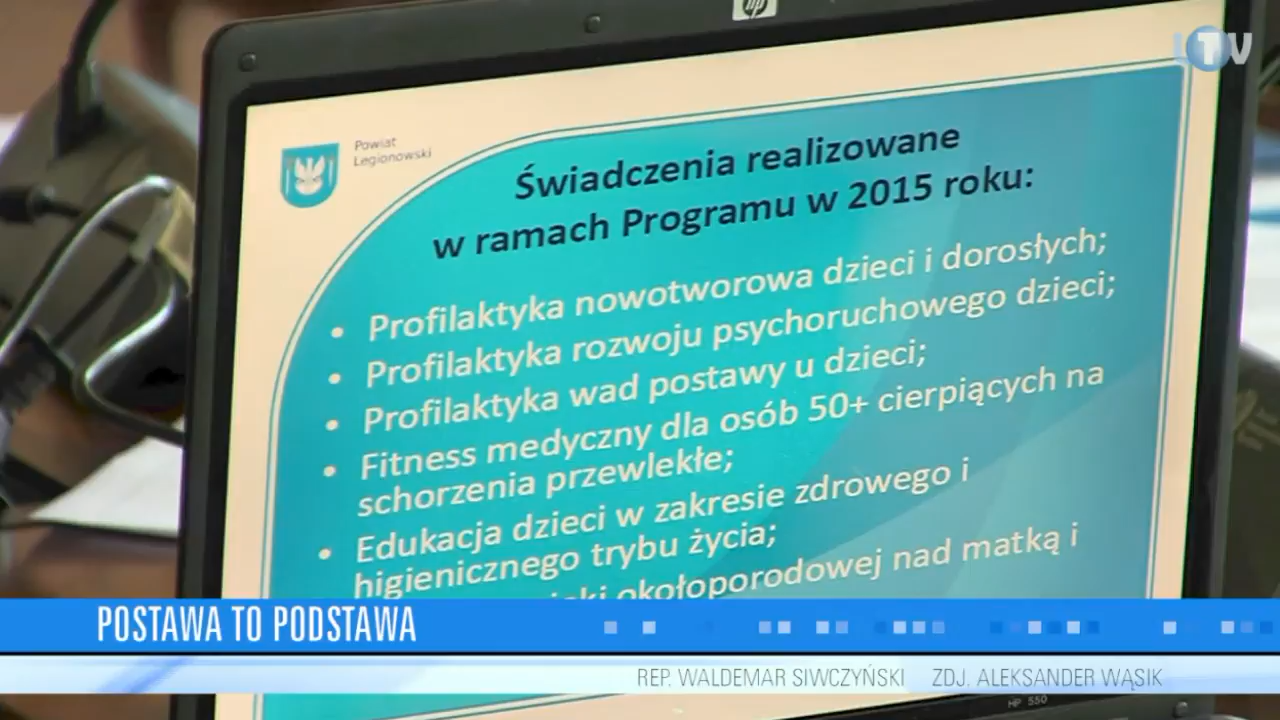 hp
LTV
Powiat
Legionowski
Świadczenia realizowane
w ramach Programu w 2015 roku:
• Profilaktyka nowotworowa dzieci i dorosłych;
• Profilaktyka rozwoju psychoruchowego dzieci;
• Profilaktyka wad postawy u dzieci;
• Fitness medyczny dla osób 50+ cierpiących na
schorzenia przewlekłe;
• Edukacja dzieci w zakresie zdrowego i
higienicznego trybu życia;
okołoporodowej nad matką i
POSTAWA TO PODSTAWA
REP. WALDEMAR SIWCZYŃSKI ZDJ. ALEKSANDER WĄSIK
HP 550